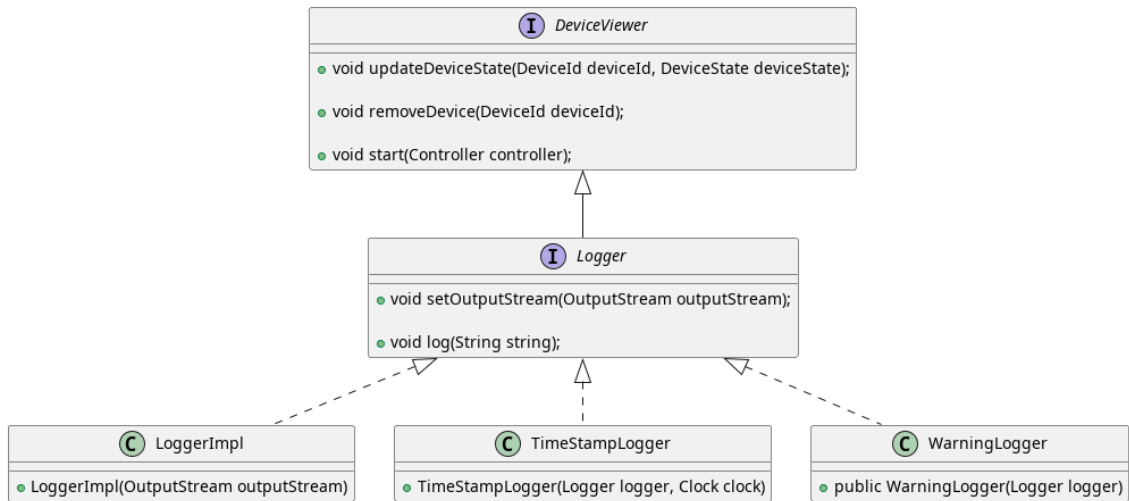 I DeviceViewer
void updateDeviceState(DeviceId deviceId, DeviceState deviceState);
void removeDevice(DeviceId deviceId);
void start(Controller controller);
I Logger
void setOutputStream(OutputStream outputStream);
void log(String string);
C LoggerImpl
LoggerImpl(OutputStream outputStream)
C TimeStampLogger
TimeStampLogger(Logger logger, Clock clock)
C WarningLogger
public WarningLogger(Logger logger)